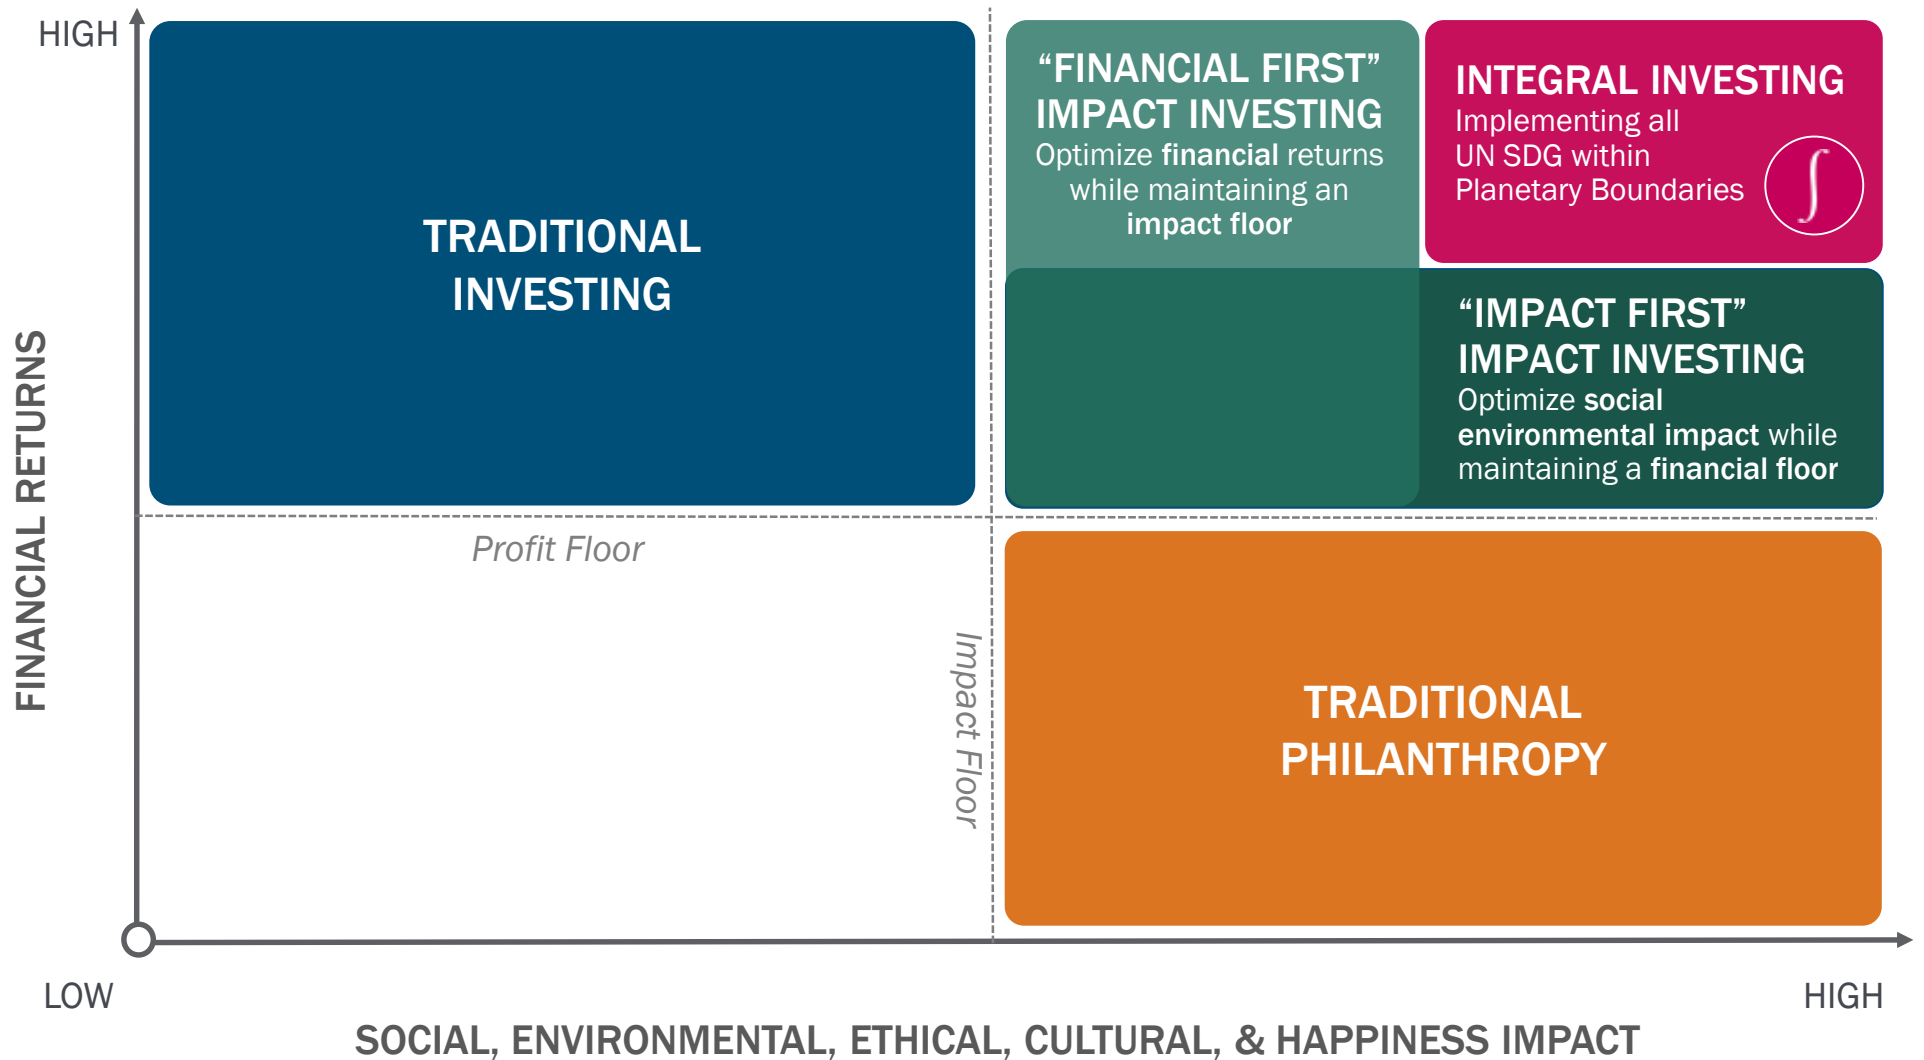 HIGH
FINANCIAL RETURNS
TRADITIONAL
INVESTING
“FINANCIAL FIRST”
IMPACT INVESTING
Optimize financial returns
while maintaining an
impact floor
INTEGRAL INVESTING
Implementing all
UN SDG within
Planetary Boundaries
∫
“IMPACT FIRST”
IMPACT INVESTING
Optimize social
environmental impact while
maintaining a financial floor
Profit Floor
Impact Floor
TRADITIONAL
PHILANTHROPY
LOW
HIGH
SOCIAL, ENVIRONMENTAL, ETHICAL, CULTURAL, & HAPPINESS IMPACT